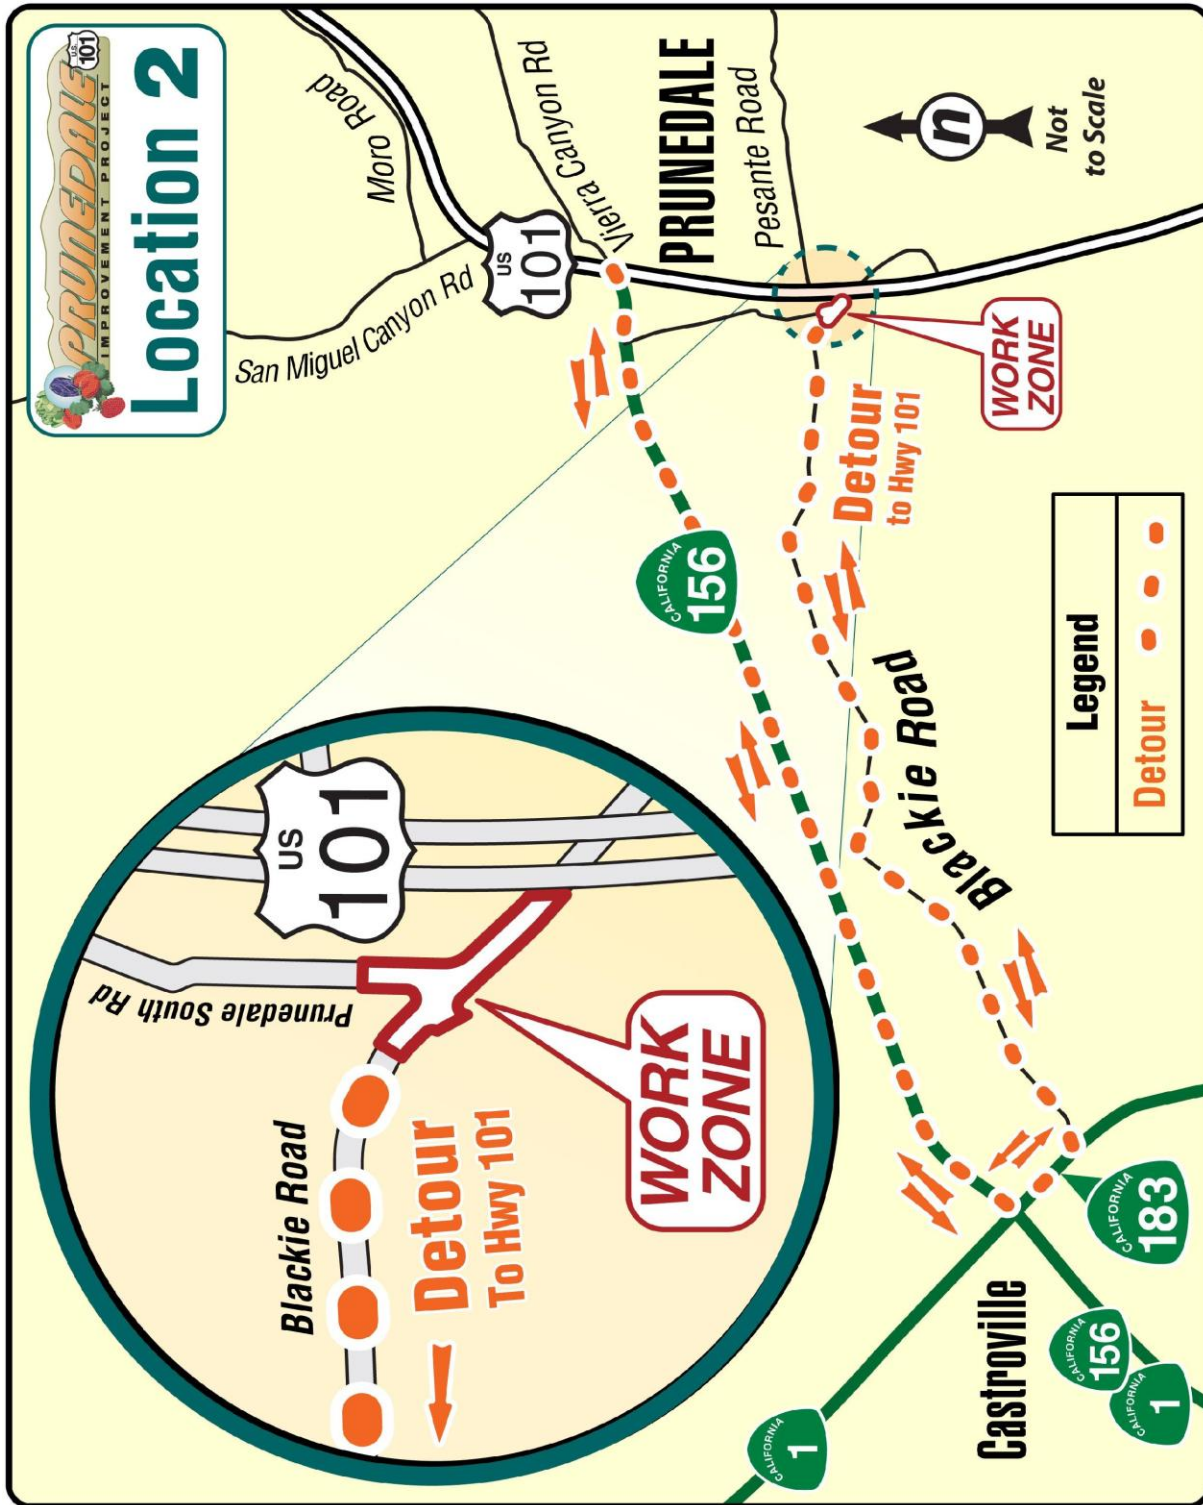 PRUNEDALE
U.S.
101
IMPROVEMENT PROJECT
Location 2
San Miguel Canyon Rd
Moro Road
US
101
Vierra Canyon Rd
PRUNEDALE
Pesante Road
n
Not
to Scale
WORK
ZONE
Detour
to Hwy 101
CALIFORNIA
156
Blackie Road
Legend
Detour
US
101
Prunedale South Rd
Blackie Road
Detour
To Hwy 101
WORK
ZONE
Castroville
CALIFORNIA
1
CALIFORNIA
156
CALIFORNIA
1
CALIFORNIA
183